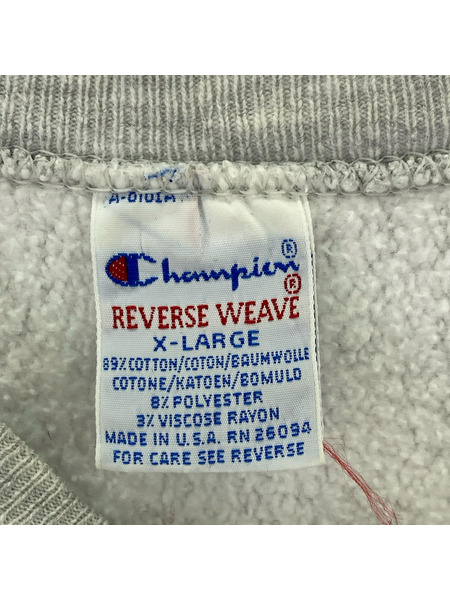 A-0101A
Champion®
®
REVERSE WEAVE
X-LARGE
89% COTTON/COTON/BAUMWOLLE
COTONE/KATOEN/BOMULD
8% POLYESTER
3% VISCOSE RAYON
MADE IN U.S.A. RN 26094
FOR CARE SEE REVERSE